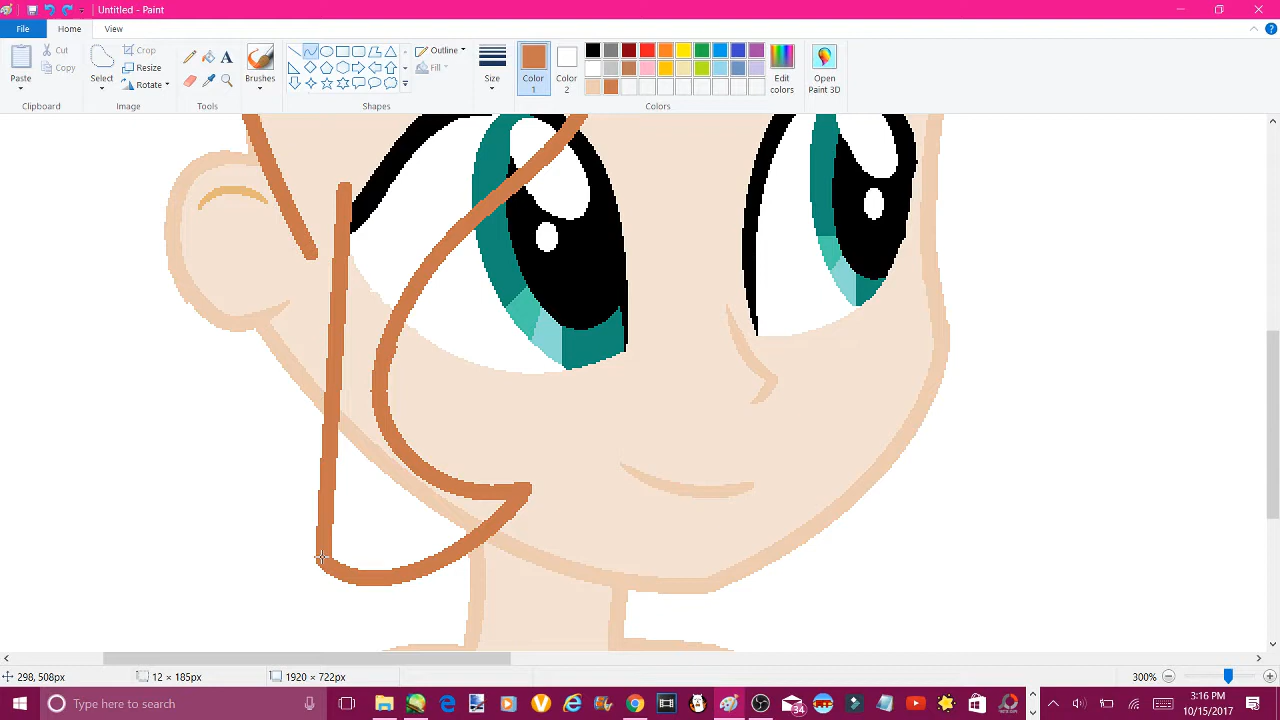 Untitled - Paint
File
Home
View
Paste
Cut
Copy
Clipboard
Select
Crop
Resize
Rotate
Image
Tools
Brushes
Shapes
Outline
Fill
Size
Color 1
Color 2
Colors
Edit colors
Open Paint 3D
298, 508px
12 × 185px
1920 × 722px
300%
Type here to search
34
3:16 PM
10/15/2017